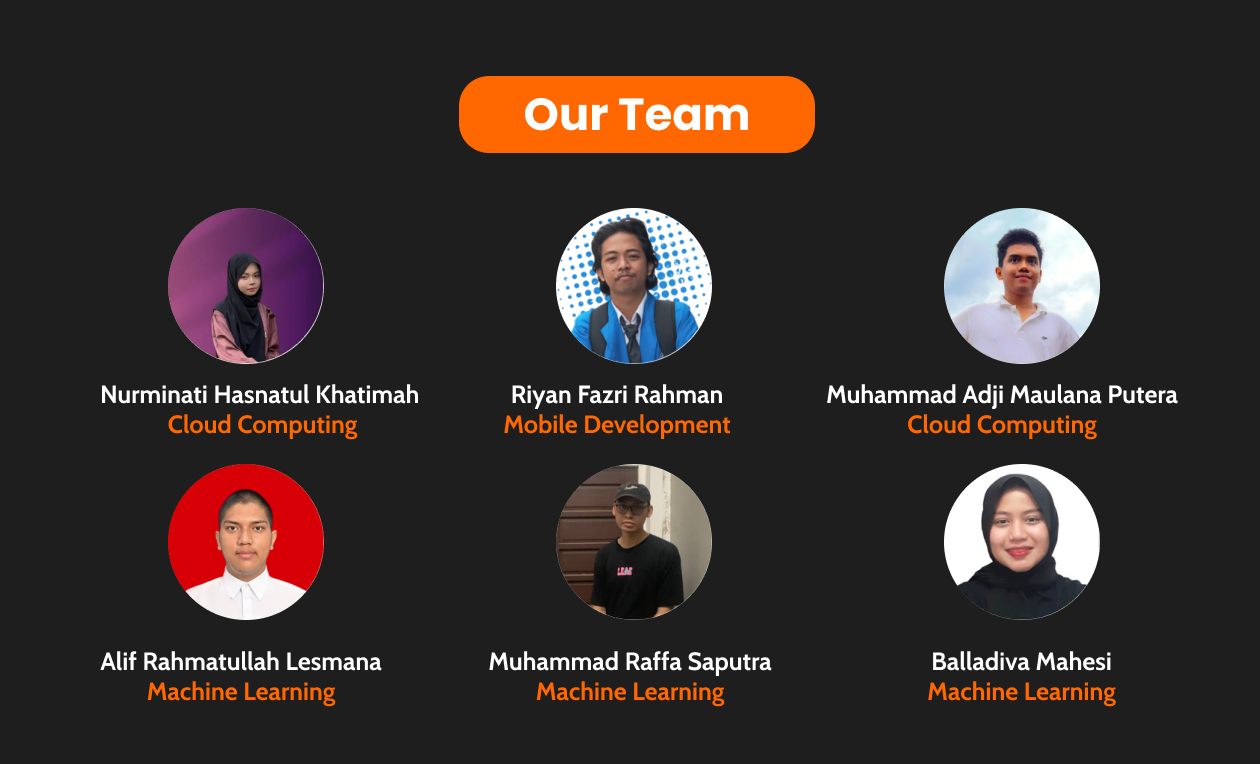 Our Team
Nurminati Hasnatul Khatimah
Cloud Computing
Riyan Fazri Rahman
Mobile Development
Muhammad Adji Maulana Putera
Cloud Computing
Alif Rahmatullah Lesmana
Machine Learning
Muhammad Raffa Saputra
Machine Learning
Balladiva Mahesi
Machine Learning